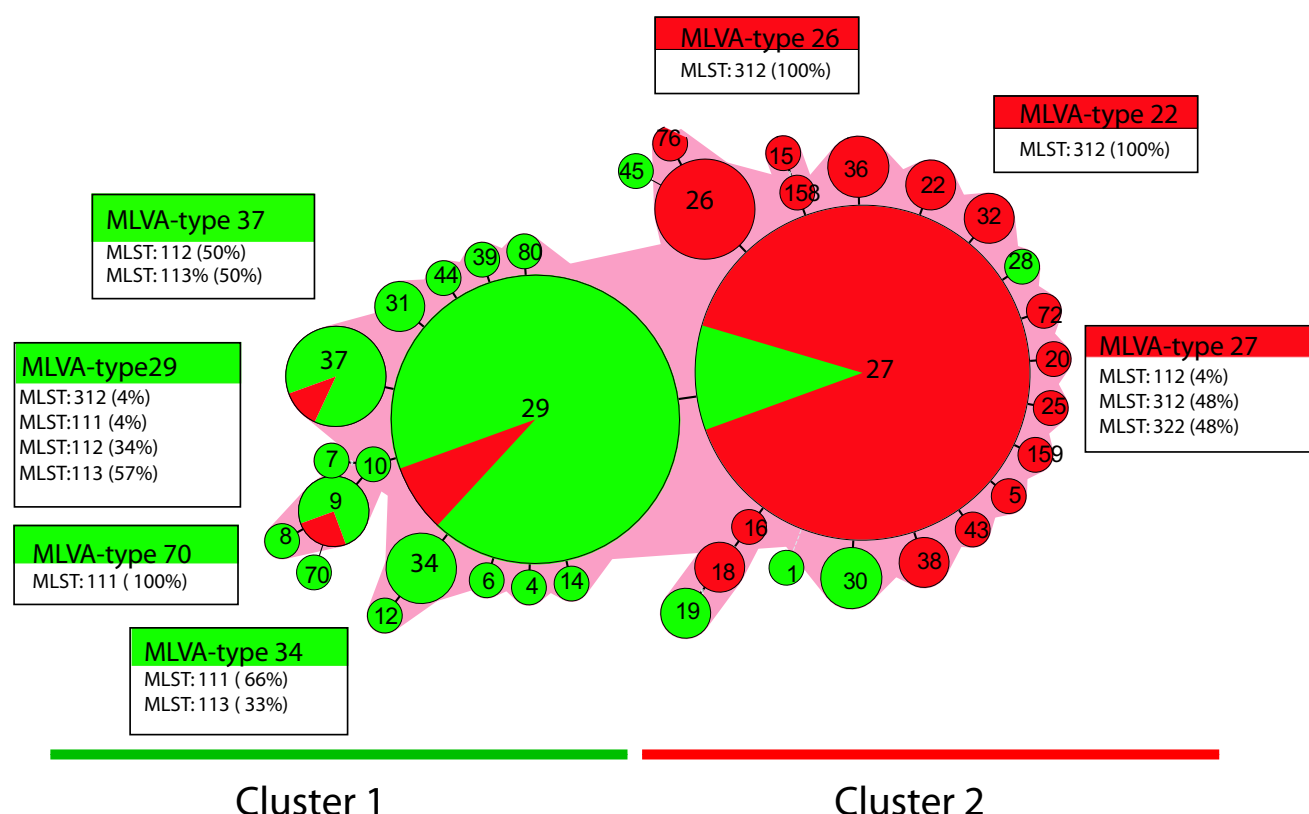 MLVA-type 26
MLST: 312 (100%)
MLVA-type 22
MLST: 312 (100%)
MLVA-type 37
MLST: 112 (50%)
MLST: 113% (50%)
MLVA-type29
MLST: 312 (4%)
MLST: 111 (4%)
MLST: 112 (34%)
MLST: 113 (57%)
MLVA-type 70
MLST: 111 ( 100%)
MLVA-type 34
MLST: 111 ( 66%)
MLST: 113 ( 33%)
MLVA-type 27
MLST: 112 (4%)
MLST: 312 (48%)
MLST: 322 (48%)
80
39
44
31
37
29
7
10
9
8
70
34
12
6
4
14
76
45
26
15
158
36
22
32
28
72
20
25
159
5
43
38
30
1
16
18
19
27
Cluster 1
Cluster 2